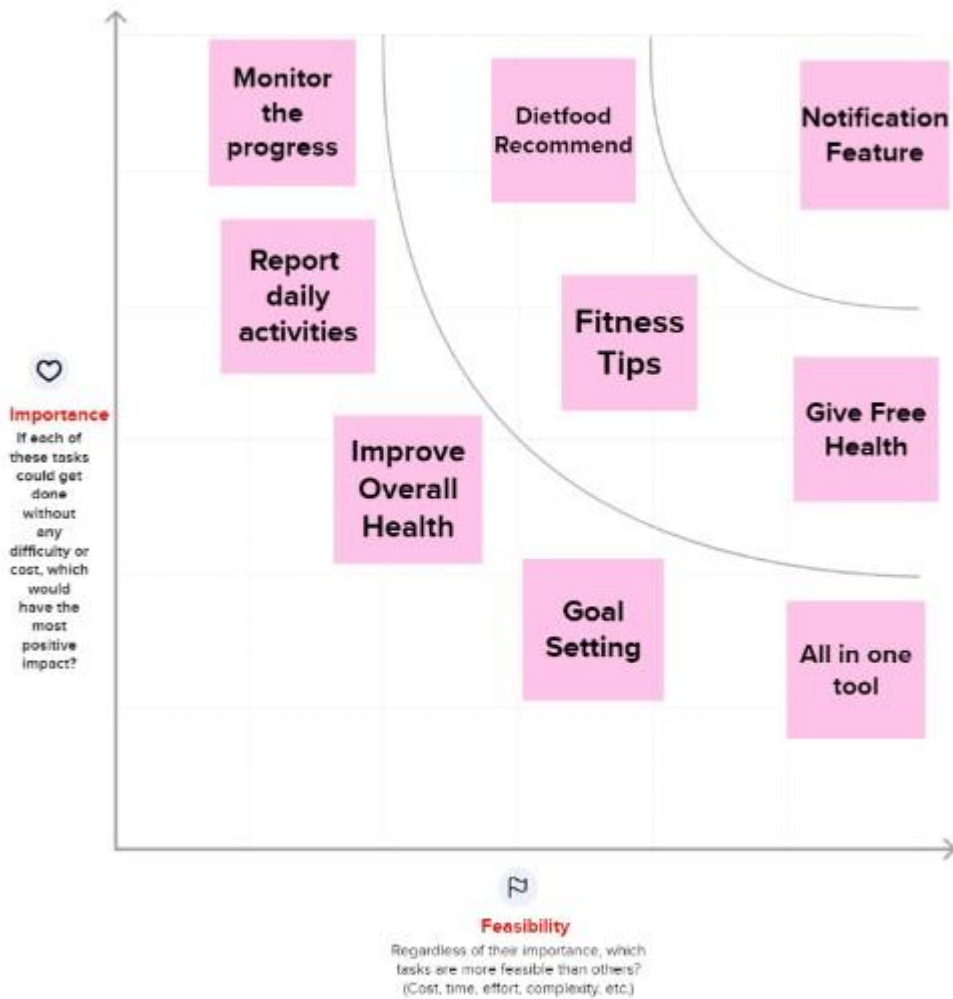 Monitor
the
progress
Dietfood
Recommend
Notification
Feature
Report
daily
activities
Fitness
Tips
Importance
If each of
these tasks
could get
done
without
any
difficulty or
cost, which
would
have the
most
positive
impact?
Improve
Overall
Health
Give Free
Health
Goal
Setting
All in one
tool
Feasibility
Regardless of their importance, which
tasks are more feasible than others?
(Cost, time, effort, complexity, etc.)